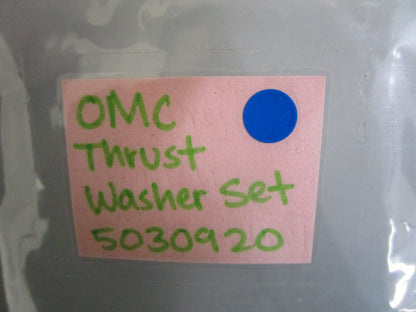 OMC
Thrust
Washer Set
5030920